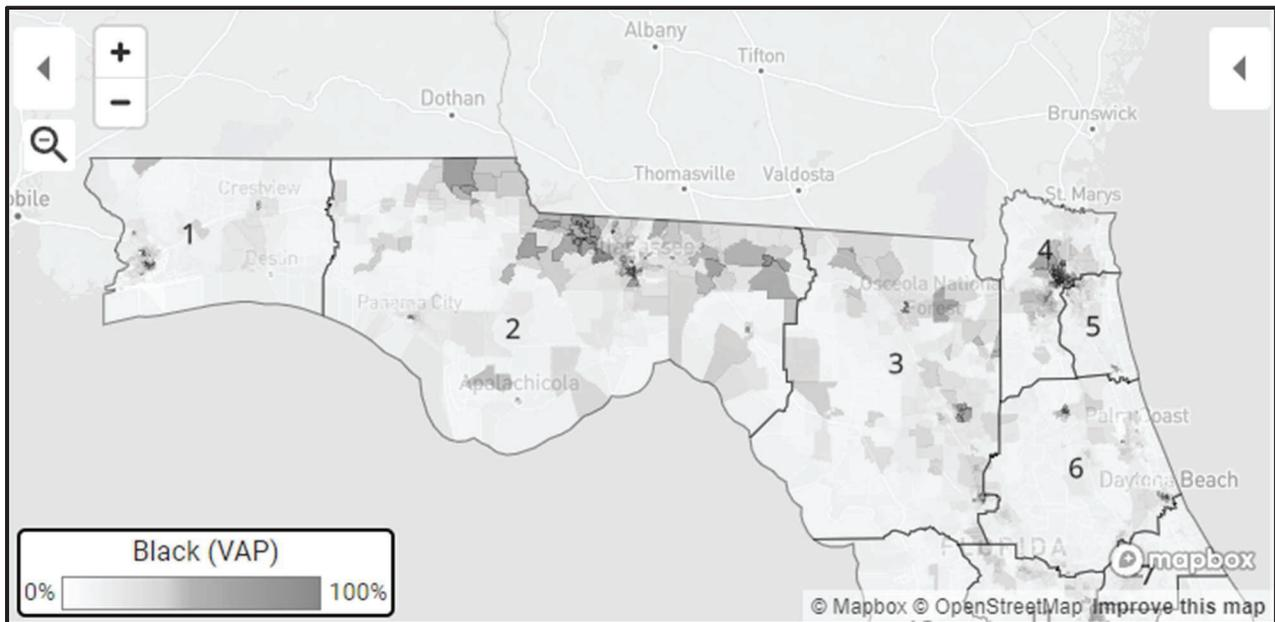 Albany
Tifton
Dothan
Brunswick
Thomasville
Valdosta
St. Marys
Crestview
1
4
Destin
Osceola National
Forest
Panama City
2
5
3
Apalachicola
Palm Coast
6
Daytona Beach
Black (VAP)
0%
100%
FLORIDA
mapbox
© Mapbox © OpenStreetMap Improve this map